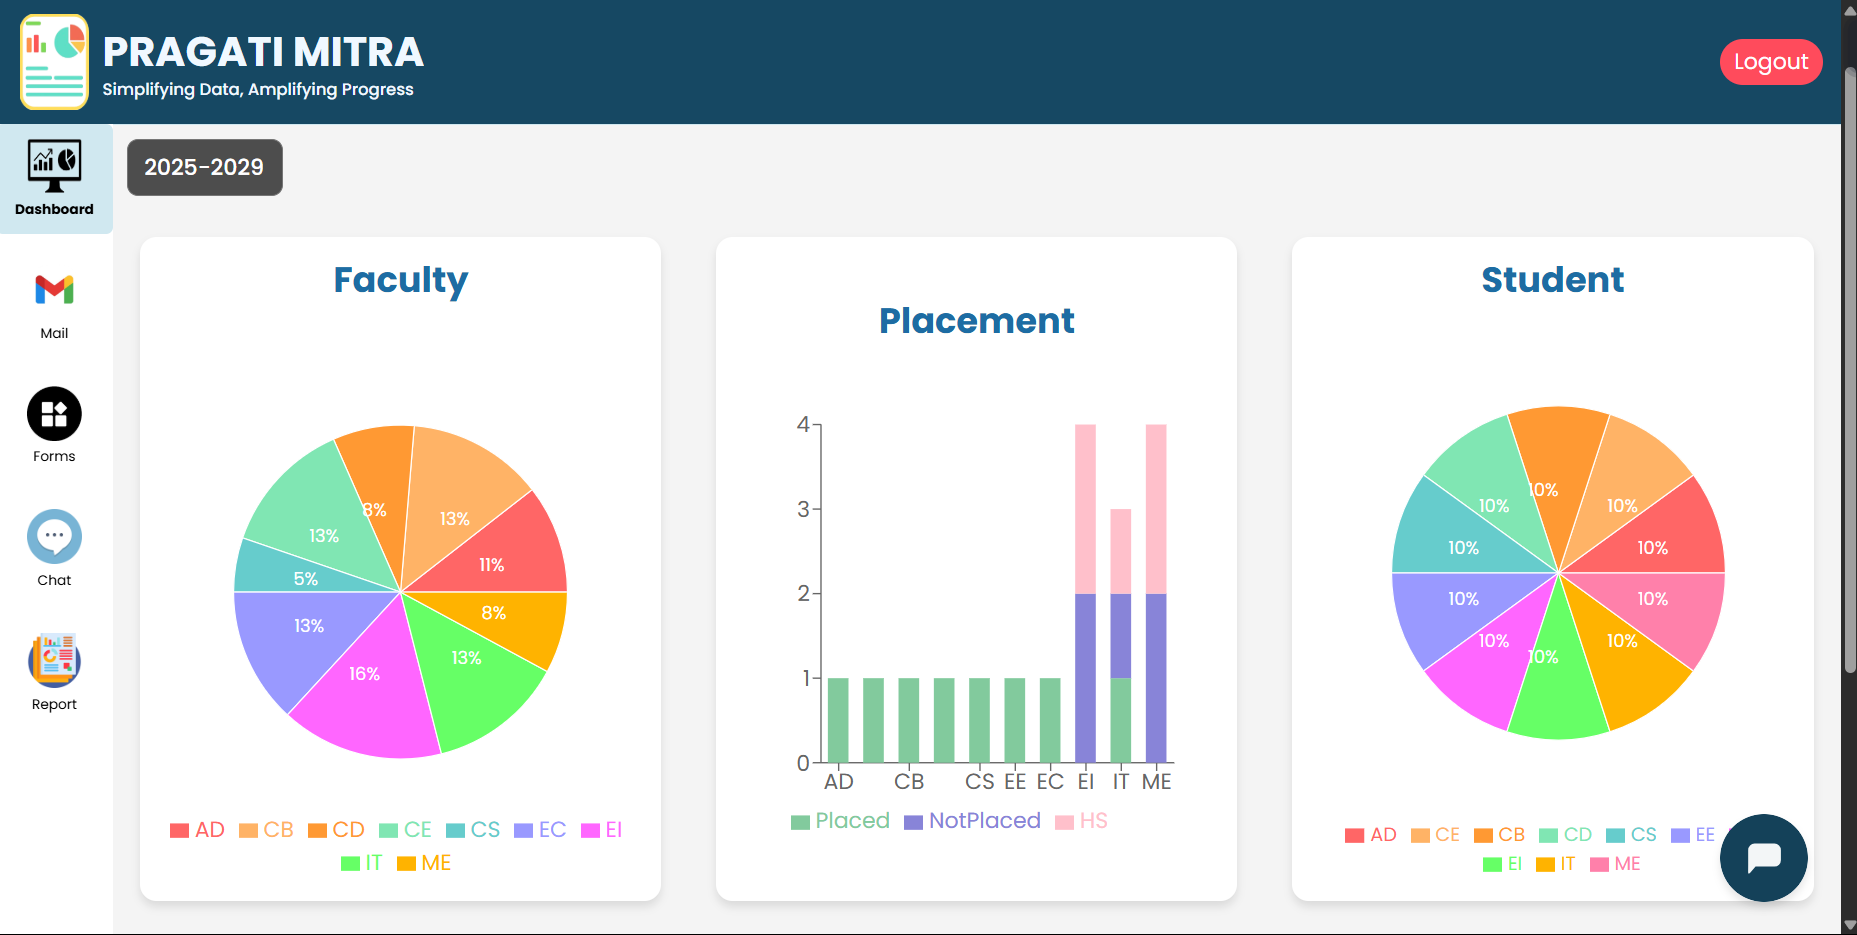 PRAGATI MITRA
Simplifying Data, Amplifying Progress
Logout
Dashboard
Mail
Forms
Chat
Report
2025-2029
Faculty
8%
13%
13%
11%
5%
13%
8%
13%
16%
AD CB CD CE CS EC EI
IT ME
Placement
4
3
2
1
0
AD CB CS EE EC EI IT ME
Placed NotPlaced HS
Student
10%
10%
10%
10%
10%
10%
10%
10%
10%
10%
AD CE CB CD CS EE
EI IT ME